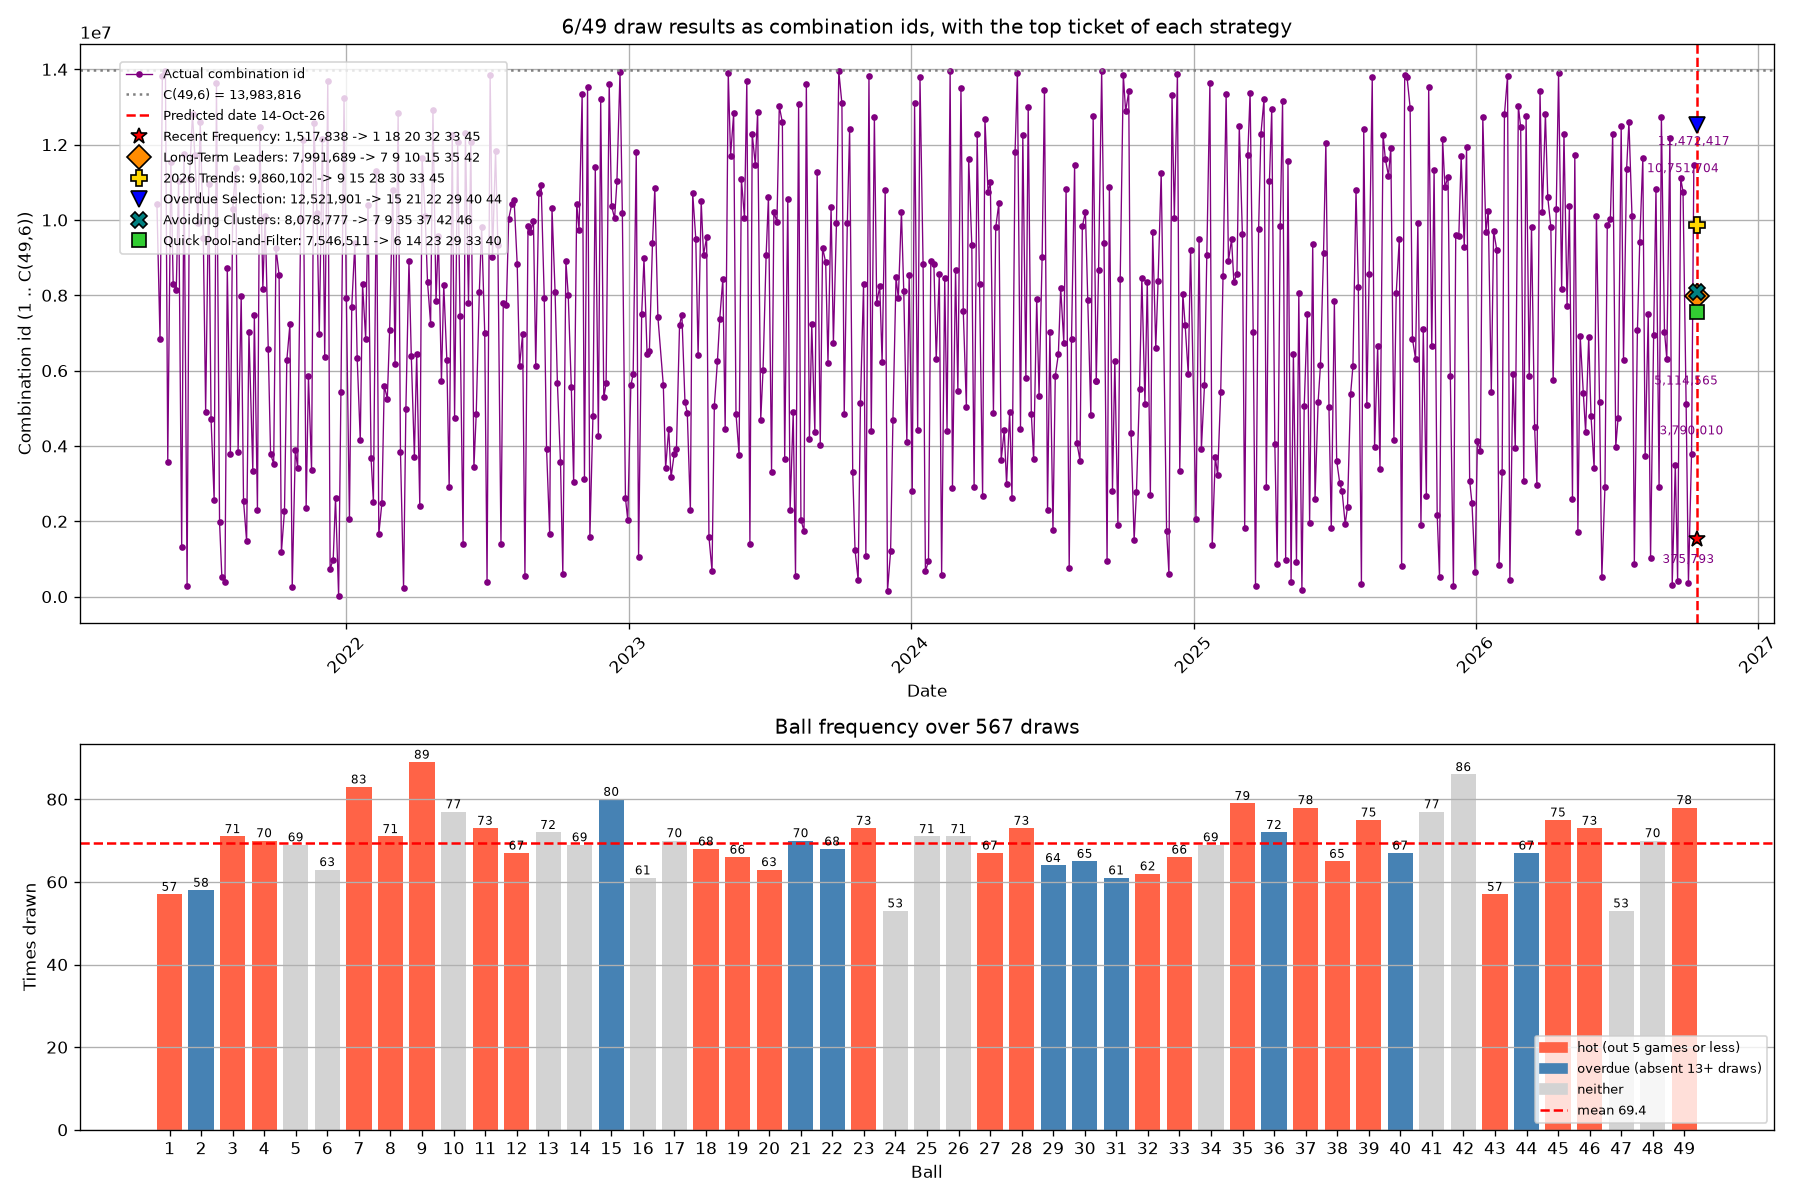 6/49 draw results as combination ids, with the top ticket of each strategy
1e7
Combination id (1 .. C(49,6))
1.4
1.2
1.0
0.8
0.6
0.4
0.2
0.0
Actual combination id
C(49,6) = 13,983,816
Predicted date 14-Oct-26
Recent Frequency: 1,517,838 -> 1 18 20 32 33 45
Long-Term Leaders: 7,991,689 -> 7 9 10 15 35 42
2026 Trends: 9,860,102 -> 9 15 28 30 33 45
Overdue Selection: 12,521,901 -> 15 21 22 29 40 44
Avoiding Clusters: 8,078,777 -> 7 9 35 37 42 46
Quick Pool-and-Filter: 7,546,511 -> 6 14 23 29 33 40
10,751,704
5,114,565
3,790,010
375,793
2022 2023 2024 2025 2026 2027
Date
Ball frequency over 567 draws
Times drawn
80
60
40
20
0
57 58 71 70 69 63 83 71 89 77 73 67 72 69 80 61 70 68 66 63 70 68 73 53 71 71 67 73 64 65 61 62 66 69 79 72 78 65 75 67 77 86 57 67 75 73 53 70 78
hot (out 5 games or less)
overdue (absent 13+ draws)
neither
mean 69.4
1 2 3 4 5 6 7 8 9 10 11 12 13 14 15 16 17 18 19 20 21 22 23 24 25 26 27 28 29 30 31 32 33 34 35 36 37 38 39 40 41 42 43 44 45 46 47 48 49
Ball